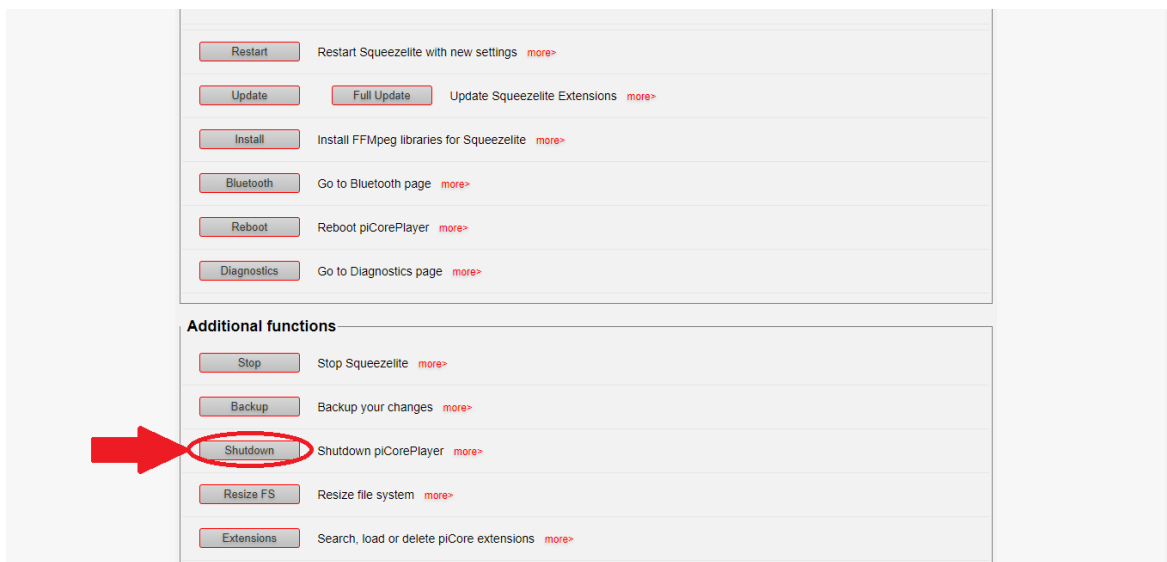 Restart Restart Squeezelite with new settings more>
Update Full Update Update Squeezelite Extensions more>
Install Install FFMpeg libraries for Squeezelite more>
Bluetooth Go to Bluetooth page more>
Reboot Reboot piCorePlayer more>
Diagnostics Go to Diagnostics page more>
Additional functions
Stop Stop Squeezelite more>
Backup Backup your changes more>
Shutdown Shutdown piCorePlayer more>
Resize FS Resize file system more>
Extensions Search, load or delete piCore extensions more>